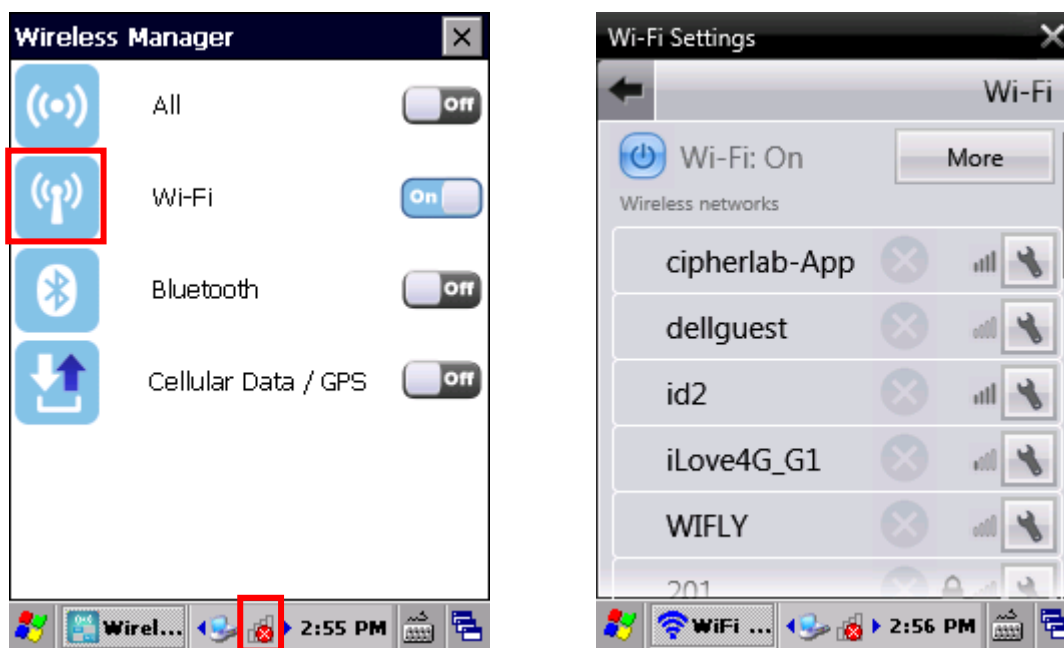 Wireless Manager
All
Off
Wi-Fi
On
Bluetooth
Off
Cellular Data / GPS
Off
Wirel...
2:55 PM
Wi-Fi Settings
Wi-Fi
Wi-Fi: On
More
Wireless networks
cipherlab-App
dellguest
id2
iLove4G_G1
WIFLY
201
WiFi ...
2:56 PM